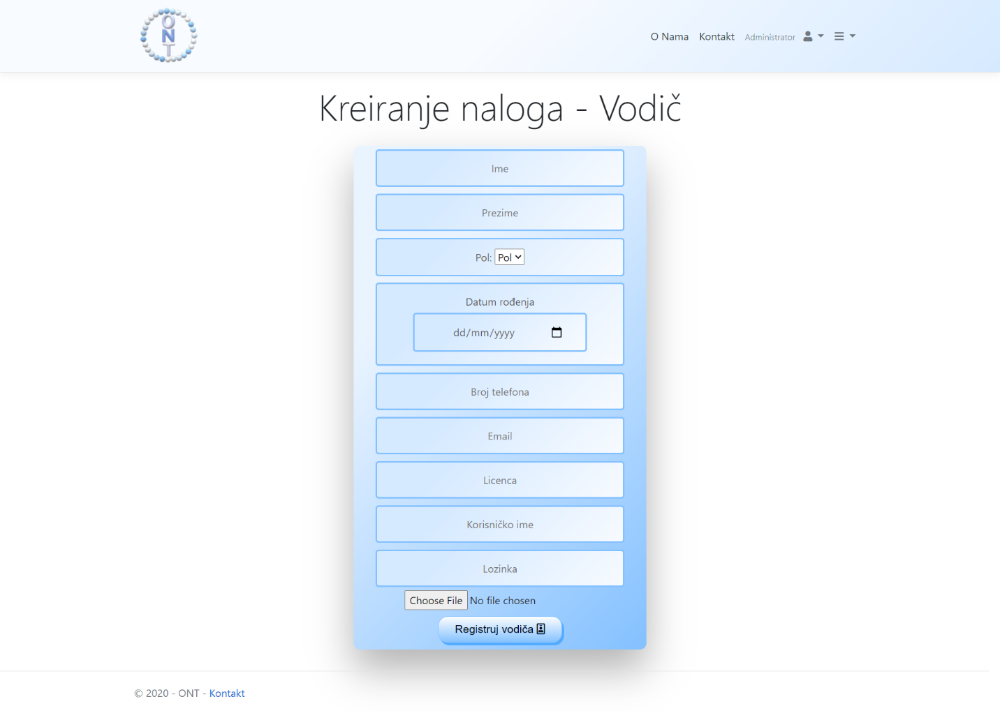 ONT
O Nama Kontakt Administrator
Kreiranje naloga - Vodič
Ime
Prezime
Pol: Pol
Datum rođenja
dd/mm/yyyy
Broj telefona
Email
Licenca
Korisničko ime
Lozinka
Choose File No file chosen
Registruj vodiča
© 2020 - ONT - Kontakt